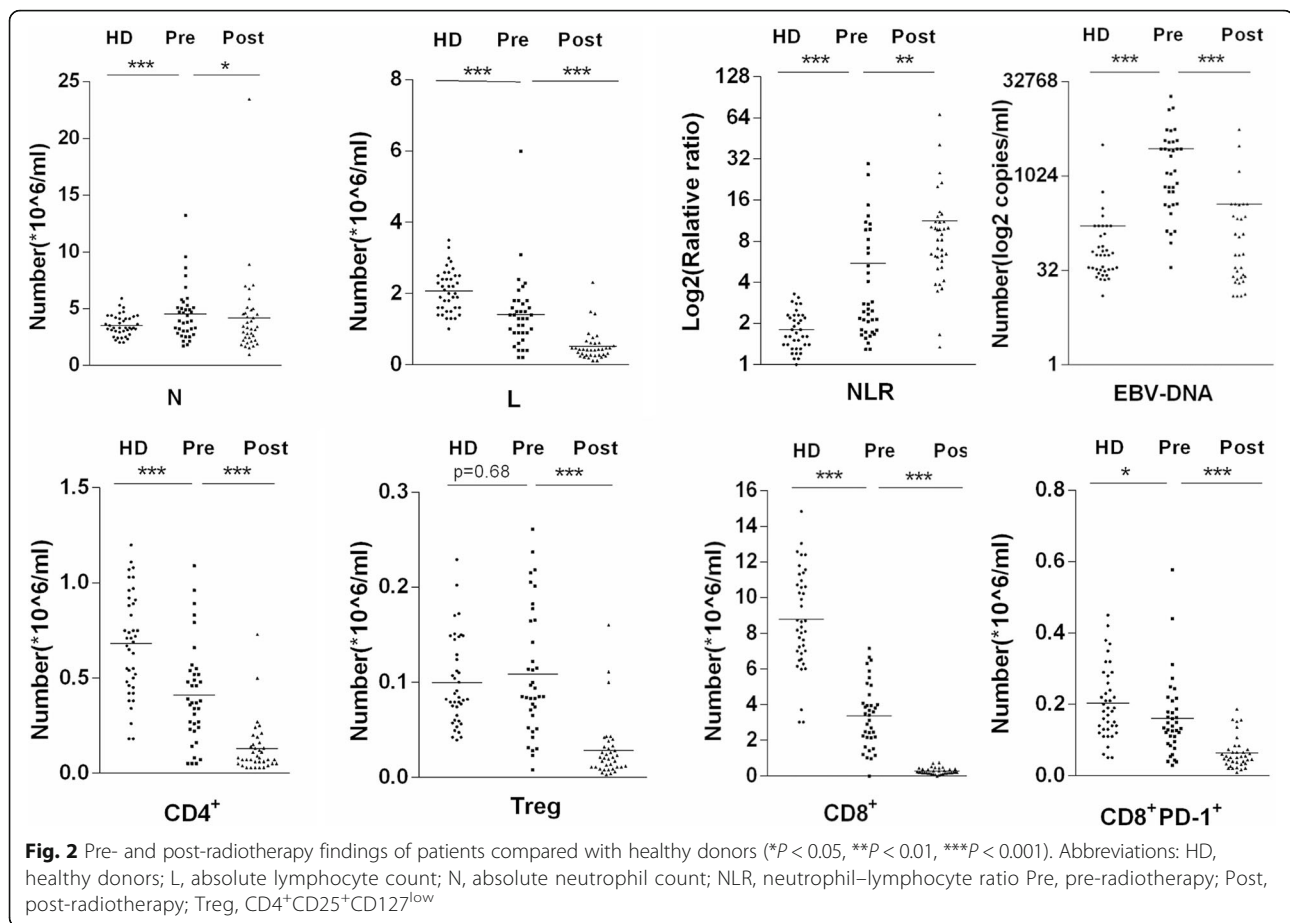 HD Pre Post
*** *
25
20
15
10
5
0
Number(*10^6/ml)
N
HD Pre Post
*** ***
8
6
4
2
0
Number(*10^6/ml)
L
HD Pre Post
*** **
128
64
32
16
8
4
2
1
Log2(Ralative ratio)
NLR
HD Pre Post
*** ***
32768
1024
32
1
Number(log2 copies/ml)
EBV-DNA
HD Pre Post
*** ***
1.5
1.0
0.5
0.0
Number(*10^6/ml)
CD4+
HD Pre Post
p=0.68 ***
0.3
0.2
0.1
0.0
Number(*10^6/ml)
Treg
HD Pre Pos
*** ***
16
14
12
10
8
6
4
2
0
Number(*10^6/ml)
CD8+
HD Pre Post
* ***
0.8
0.6
0.4
0.2
0.0
Number(*10^6/ml)
CD8+PD-1+
Fig. 2 Pre- and post-radiotherapy findings of patients compared with healthy donors (*P < 0.05, **P < 0.01, ***P < 0.001). Abbreviations: HD,
healthy donors; L, absolute lymphocyte count; N, absolute neutrophil count; NLR, neutrophil–lymphocyte ratio Pre, pre-radiotherapy; Post,
post-radiotherapy; Treg, CD4+CD25+CD127low